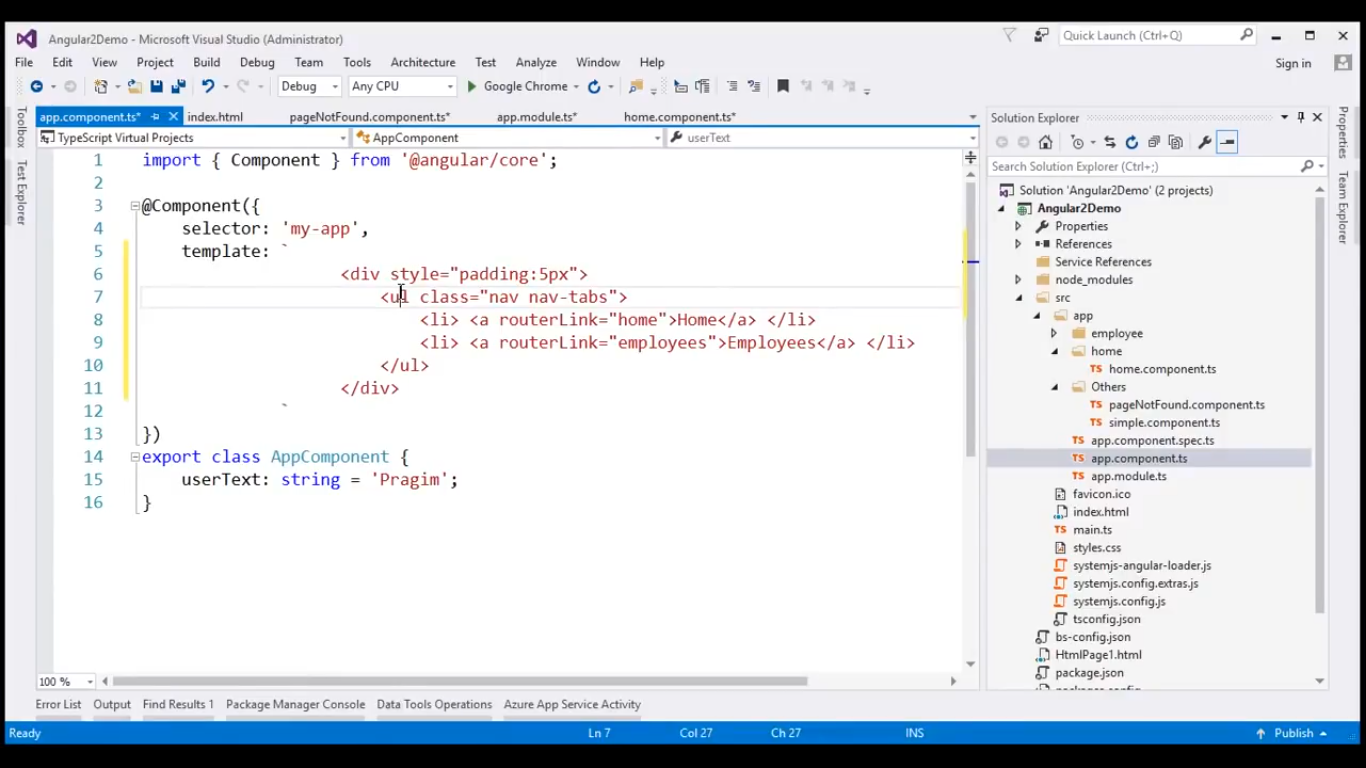 Angular2Demo - Microsoft Visual Studio (Administrator)
Quick Launch (Ctrl+Q)
File Edit View Project Build Debug Team Tools Architecture Test Analyze Window Help
Sign in
Debug Any CPU Google Chrome
app.component.ts* index.html pageNotFound.component.ts* app.module.ts* home.component.ts*
TypeScript Virtual Projects AppComponent userText
Toolbox
Test Explorer
1 import { Component } from '@angular/core';
2
3 @Component({
4 selector: 'my-app',
5 template: `
6 <div style="padding:5px">
7 <ul class="nav nav-tabs">
8 <li> <a routerLink="home">Home</a> </li>
9 <li> <a routerLink="employees">Employees</a> </li>
10 </ul>
11 </div>
12 `
13 })
14 export class AppComponent {
15 userText: string = 'Pragim';
16 }
100 %
Solution Explorer
Search Solution Explorer (Ctrl+;)
Solution 'Angular2Demo' (2 projects)
Angular2Demo
Properties
References
Service References
node_modules
src
app
employee
home
TS home.component.ts
Others
TS pageNotFound.component.ts
TS simple.component.ts
TS app.component.spec.ts
TS app.component.ts
TS app.module.ts
favicon.ico
index.html
TS main.ts
styles.css
systemjs-angular-loader.js
systemjs.config.extras.js
systemjs.config.js
tsconfig.json
bs-config.json
HtmlPage1.html
package.json
Properties
Team Explorer
Error List Output Find Results 1 Package Manager Console Data Tools Operations Azure App Service Activity
Ready Ln 7 Col 27 Ch 27 INS Publish